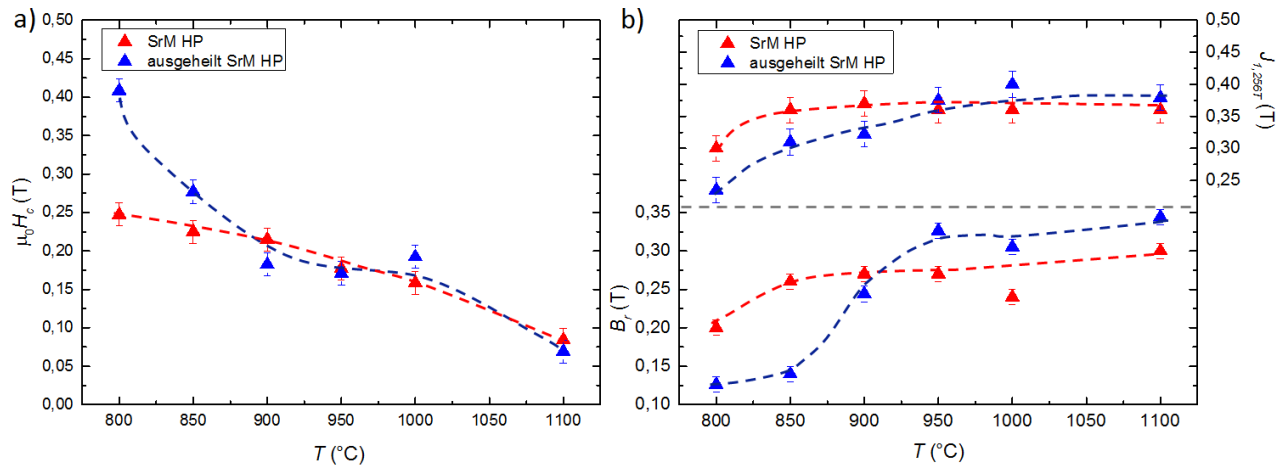 a)
SrM HP
ausgeheilt SrM HP
0,50
0,45
0,40
0,35
0,30
0,25
0,20
0,15
0,10
0,05
0,00
μ0Hc (T)
800 850 900 950 1000 1050 1100
T (°C)
b)
SrM HP
ausgeheilt SrM HP
0,50
0,45
0,40
0,35
0,30
0,25
J1,256T (T)
0,35
0,30
0,25
0,20
0,15
0,10
Br (T)
800 850 900 950 1000 1050 1100
T (°C)